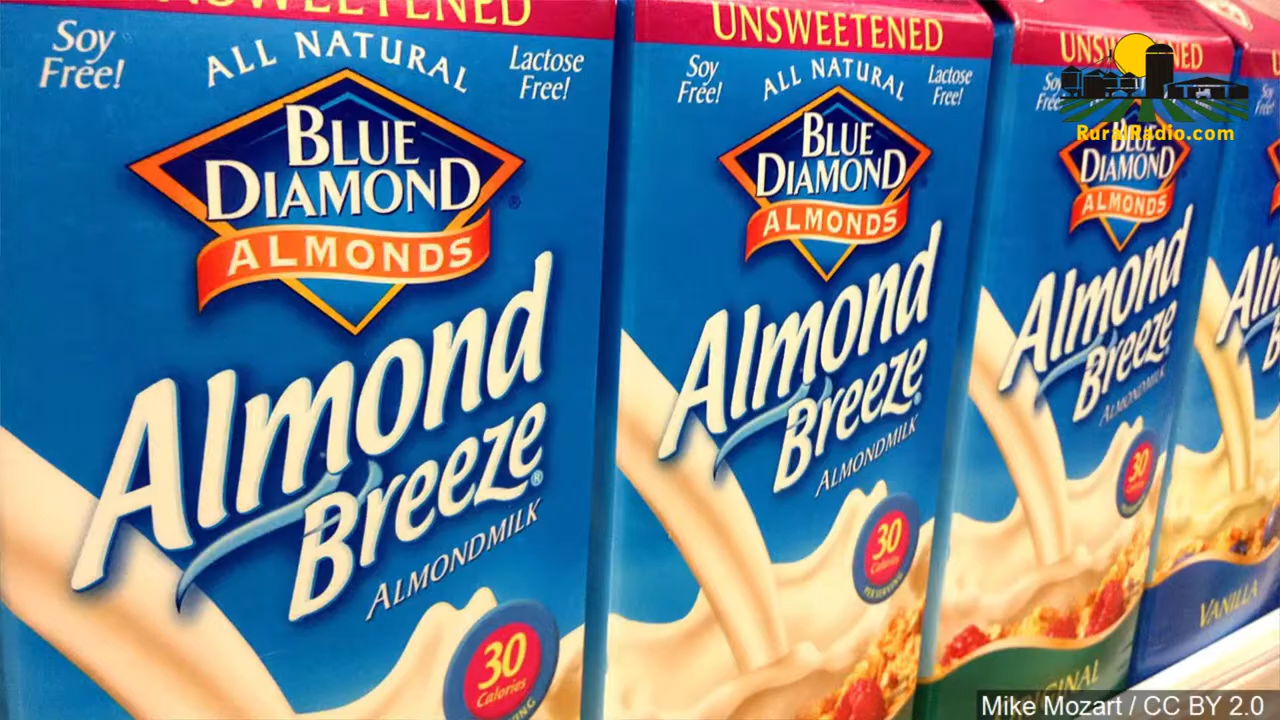 UNSWEETENED
Soy
Free!
ALL NATURAL
Lactose
Free!
BLUE
DIAMOND
ALMONDS
Almond
Breeze®
ALMONDMILK
30
Calories
UNSWEETENED
Soy
Free!
ALL NATURAL
Lactose
Free!
BLUE
DIAMOND
ALMONDS
Almond
Breeze®
ALMONDMILK
30
Calories
PER SERVING
RuralRadio.com
BLUE
DIAMOND
ALMONDS
Almond
Breeze
ALMONDMILK
30
VANILLA
Mike Mozart / CC BY 2.0